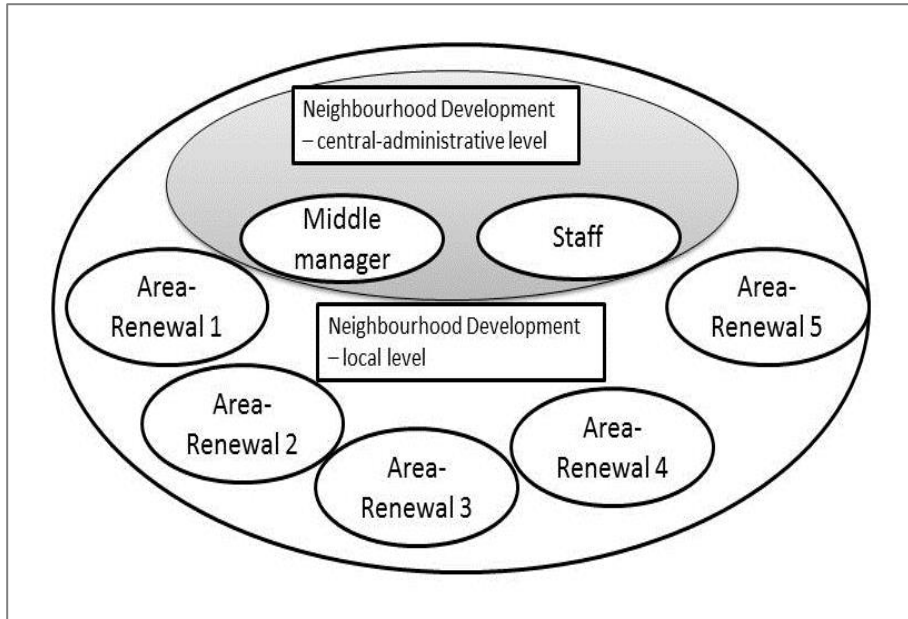 Neighbourhood Development
– central-administrative level
Middle
manager
Staff
Area-
Renewal 1
Neighbourhood Development
– local level
Area-
Renewal 5
Area-
Renewal 2
Area-
Renewal 3
Area-
Renewal 4